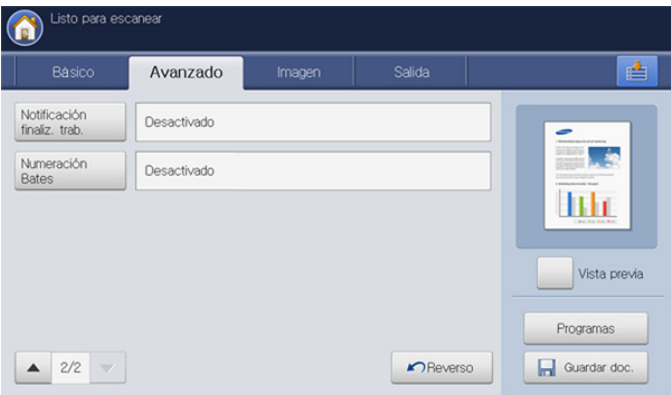 Listo para escanear
Básico
Avanzado
Imagen
Salida
Notificación
finaliz. trab.
Desactivado
Numeración
Bates
Desactivado
Vista previa
Programas
2/2
Reverso
Guardar doc.